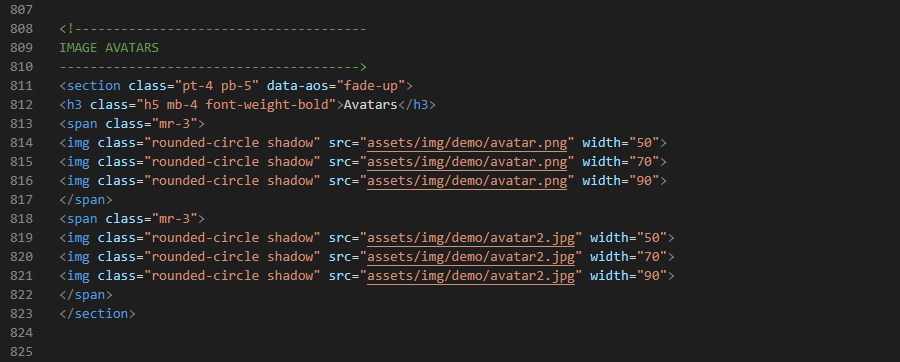 807
808 <!--------------------------------------
809 IMAGE AVATARS
810 --------------------------------------->
811 <section class="pt-4 pb-5" data-aos="fade-up">
812 <h3 class="h5 mb-4 font-weight-bold">Avatars</h3>
813 <span class="mr-3">
814 <img class="rounded-circle shadow" src="assets/img/demo/avatar.png" width="50">
815 <img class="rounded-circle shadow" src="assets/img/demo/avatar.png" width="70">
816 <img class="rounded-circle shadow" src="assets/img/demo/avatar.png" width="90">
817 </span>
818 <span class="mr-3">
819 <img class="rounded-circle shadow" src="assets/img/demo/avatar2.jpg" width="50">
820 <img class="rounded-circle shadow" src="assets/img/demo/avatar2.jpg" width="70">
821 <img class="rounded-circle shadow" src="assets/img/demo/avatar2.jpg" width="90">
822 </span>
823 </section>
824
825